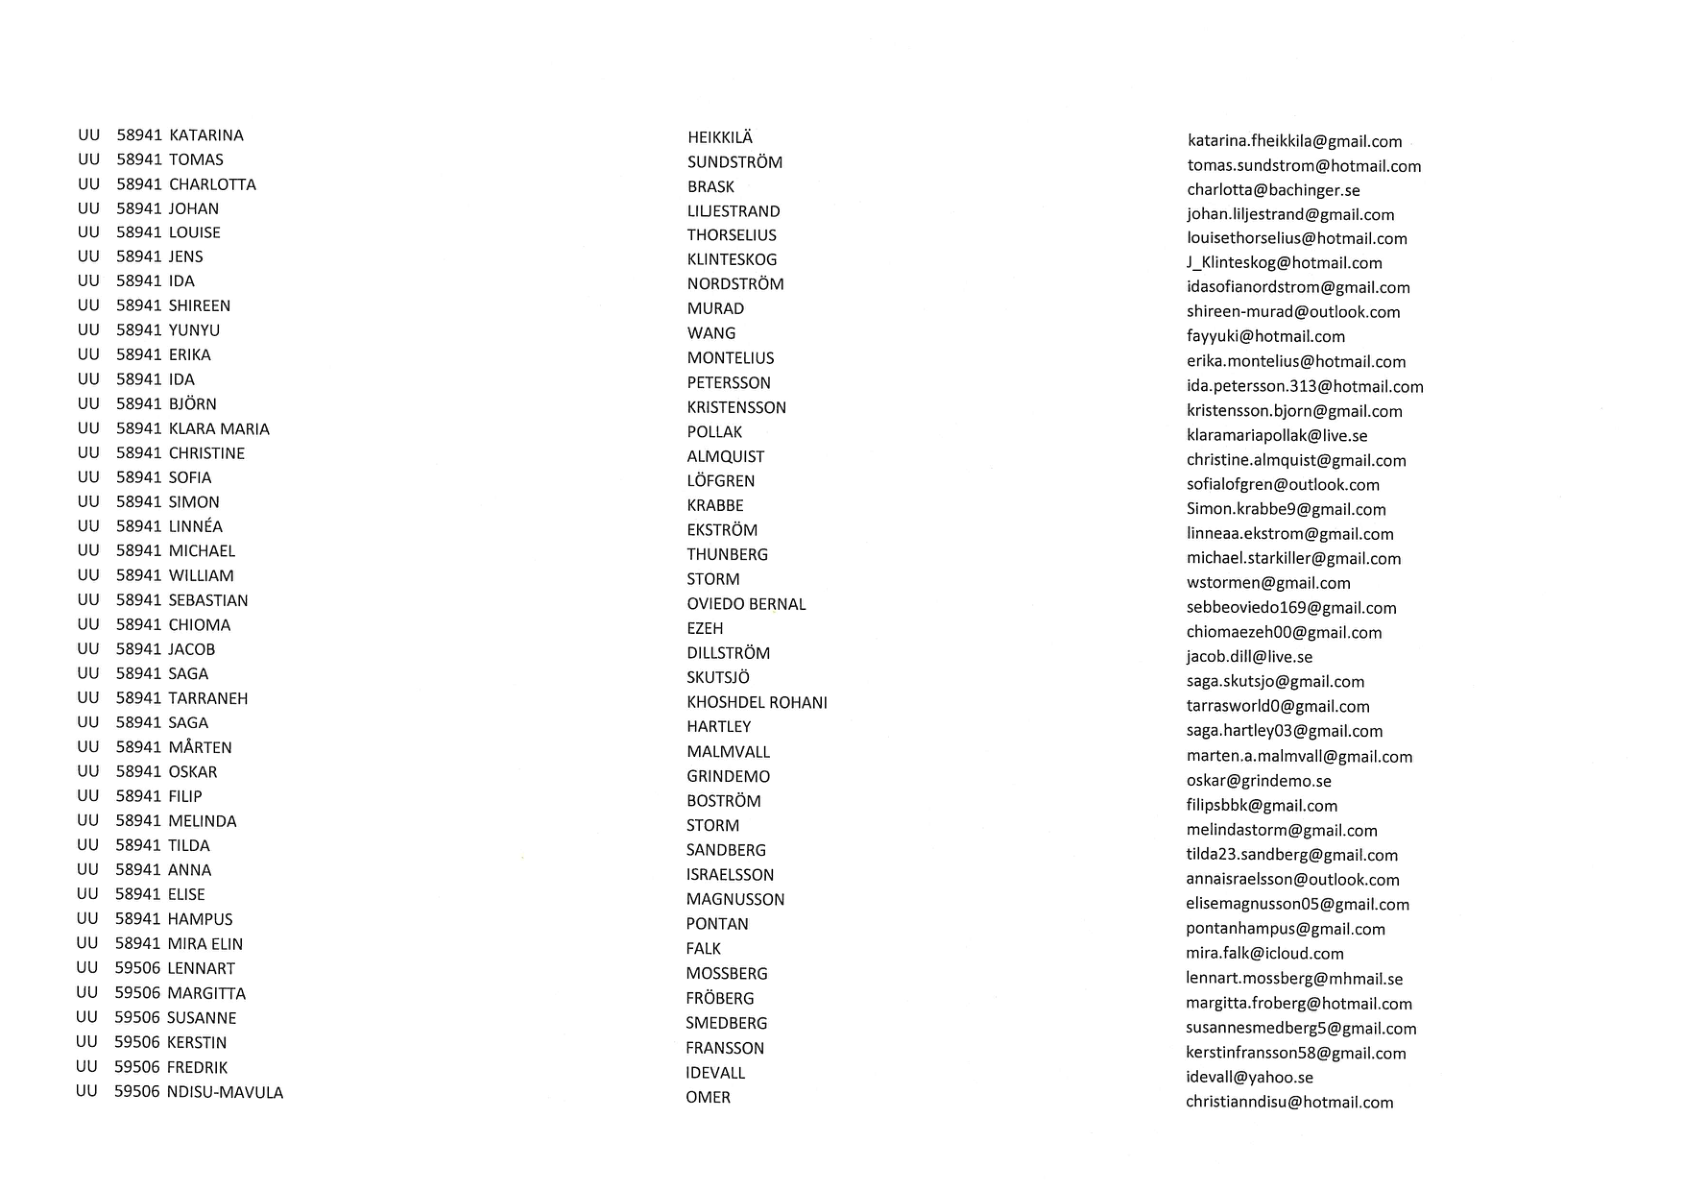 UU 58941 KATARINA HEIKKILÄ katarina.fheikkila@gmail.com
UU 58941 TOMAS SUNDSTRÖM tomas.sundstrom@hotmail.com
UU 58941 CHARLOTTA BRASK charlotta@bachinger.se
UU 58941 JOHAN LILJESTRAND johan.liljestrand@gmail.com
UU 58941 LOUISE THORSELIUS louisethorselius@hotmail.com
UU 58941 JENS KLINTESKOG J_Klinteskog@hotmail.com
UU 58941 IDA NORDSTRÖM idasofianordstrom@gmail.com
UU 58941 SHIREEN MURAD shireen-murad@outlook.com
UU 58941 YUNYU WANG fayyuki@hotmail.com
UU 58941 ERIKA MONTELIUS erika.montelius@hotmail.com
UU 58941 IDA PETERSSON ida.petersson.313@hotmail.com
UU 58941 BJÖRN KRISTENSSON kristensson.bjorn@gmail.com
UU 58941 KLARA MARIA POLLAK klaramariapollak@live.se
UU 58941 CHRISTINE ALMQUIST christine.almquist@gmail.com
UU 58941 SOFIA LÖFGREN sofialofgren@outlook.com
UU 58941 SIMON KRABBE Simon.krabbe9@gmail.com
UU 58941 LINNÉA EKSTRÖM linneaa.ekstrom@gmail.com
UU 58941 MICHAEL THUNBERG michael.starkiller@gmail.com
UU 58941 WILLIAM STORM wstormen@gmail.com
UU 58941 SEBASTIAN OVIEDO BERNAL sebbeoviedo169@gmail.com
UU 58941 CHIOMA EZEH chiomaezeh00@gmail.com
UU 58941 JACOB DILLSTRÖM jacob.dill@live.se
UU 58941 SAGA SKUTSJÖ saga.skutsjo@gmail.com
UU 58941 TARRANEH KHOSHDEL ROHANI tarrasworld0@gmail.com
UU 58941 SAGA HARTLEY saga.hartley03@gmail.com
UU 58941 MÅRTEN MALMVALL marten.a.malmvall@gmail.com
UU 58941 OSKAR GRINDEMO oskar@grindemo.se
UU 58941 FILIP BOSTRÖM filipsbbk@gmail.com
UU 58941 MELINDA STORM melindastorm@gmail.com
UU 58941 TILDA SANDBERG tilda23.sandberg@gmail.com
UU 58941 ANNA ISRAELSSON annaisraelsson@outlook.com
UU 58941 ELISE MAGNUSSON elisemagnusson05@gmail.com
UU 58941 HAMPUS PONTAN pontanhampus@gmail.com
UU 58941 MIRA ELIN FALK mira.falk@icloud.com
UU 59506 LENNART MOSSBERG lennart.mossberg@mhmail.se
UU 59506 MARGITTA FRÖBERG margitta.froberg@hotmail.com
UU 59506 SUSANNE SMEDBERG susannesmedberg5@gmail.com
UU 59506 KERSTIN FRANSSON kerstinfransson58@gmail.com
UU 59506 FREDRIK IDEVALL idevall@yahoo.se
UU 59506 NDISU-MAVULA OMER christianndisu@hotmail.com